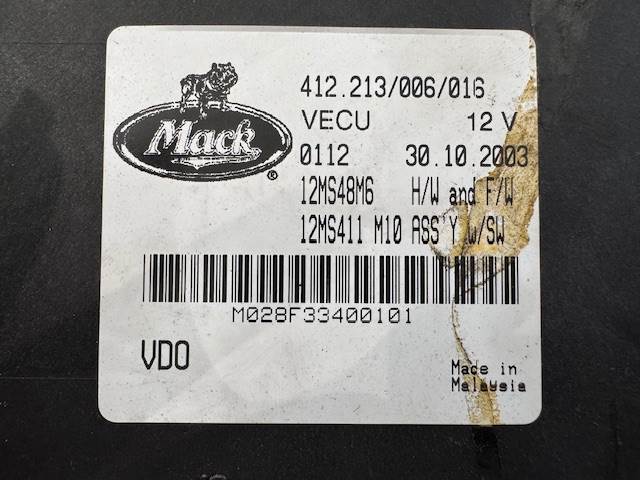 Mack
®
412.213/006/016
VECU 12 V
0112 30.10.2003
12MS48M6 H/W and F/W
12MS411 M10 ASS'Y w/SW
M028F33400101
VDO
Made in
Malaysia